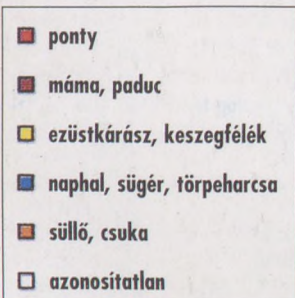 ponty
máma, paduc
ezüstkárász, keszegfélék
naphal, sügér, törpeharcsa
süllő, csuka
azonosítatlan